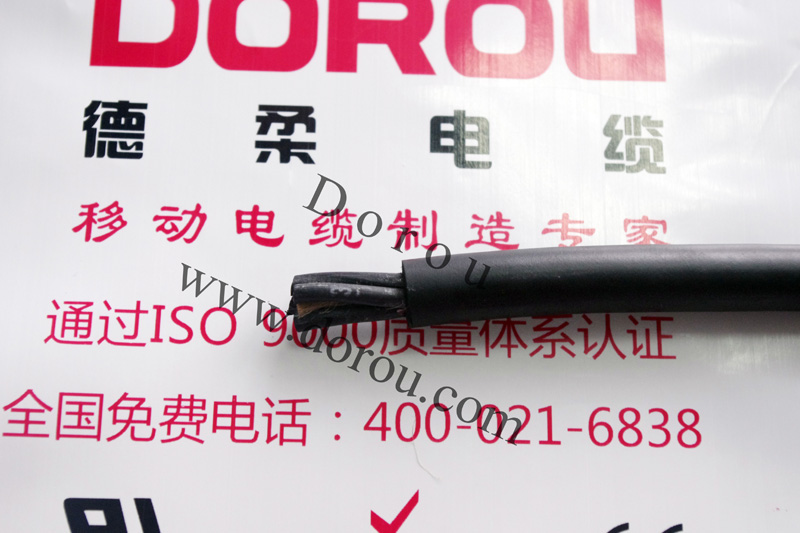 DOROU
德柔电缆
移动电缆制造专家
Dorou
www.dorou.com
通过ISO 9000质量体系认证
全国免费电话：400-021-6838